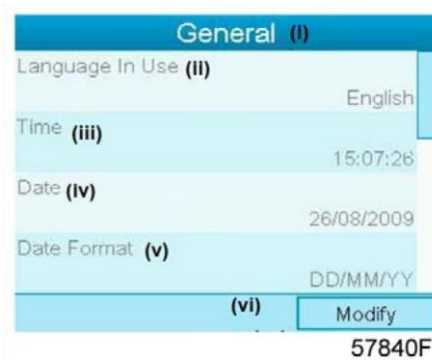 General (i)
Language In Use (ii)
English
Time (iii)
15:07:26
Date (iv)
26/08/2009
Date Format (v)
DD/MM/YY
(vi) Modify
57840F